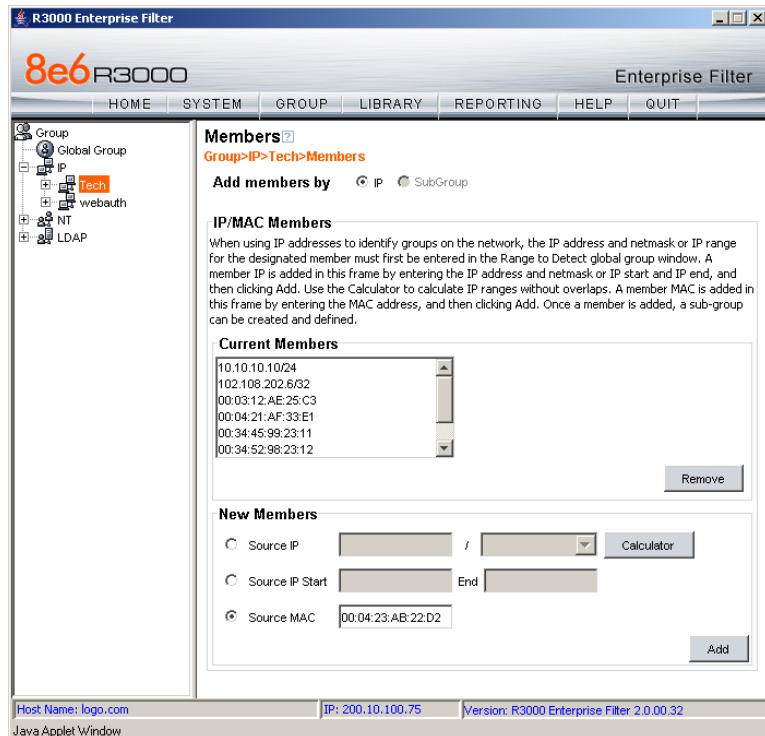 R3000 Enterprise Filter
8e6 R3000
Enterprise Filter
HOME SYSTEM GROUP LIBRARY REPORTING HELP QUIT
Group
Global Group
IP
Tech
webauth
NT
LDAP
Members?
Group>IP>Tech>Members
Add members by IP SubGroup
IP/MAC Members
When using IP addresses to identify groups on the network, the IP address and netmask or IP range
for the designated member must first be entered in the Range to Detect global group window. A
member IP is added in this frame by entering the IP address and netmask or IP start and IP end, and
then clicking Add. Use the Calculator to calculate IP ranges without overlaps. A member MAC is added in
this frame by entering the MAC address, and then clicking Add. Once a member is added, a sub-group
can be created and defined.
Current Members
10.10.10.10/24
102.108.202.6/32
00:03:12:AE:25:C3
00:04:21:AF:33:E1
00:34:45:99:23:11
00:34:52:98:23:12
Remove
New Members
Source IP / Calculator
Source IP Start End
Source MAC 00:04:23:AB:22:D2
Add
Host Name: logo.com IP: 200.10.100.75 Version: R3000 Enterprise Filter 2.0.00.32
Java Applet Window